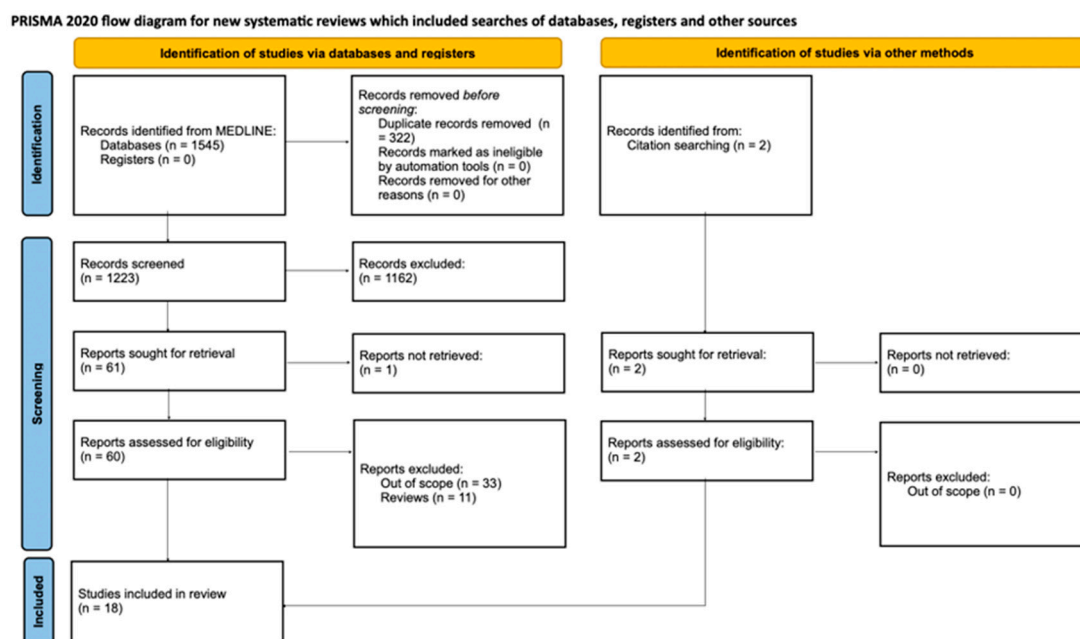 PRISMA 2020 flow diagram for new systematic reviews which included searches of databases, registers and other sources
Identification of studies via databases and registers
Identification of studies via other methods
Identification
Records identified from MEDLINE:
Databases (n = 1545)
Registers (n = 0)
Records removed before
screening:
Duplicate records removed (n
= 322)
Records marked as ineligible
by automation tools (n = 0)
Records removed for other
reasons (n = 0)
Records identified from:
Citation searching (n = 2)
Screening
Records screened
(n = 1223)
Records excluded:
(n = 1162)
Reports sought for retrieval
(n = 61)
Reports not retrieved:
(n = 1)
Reports sought for retrieval:
(n = 2)
Reports not retrieved:
(n = 0)
Reports assessed for eligibility
(n = 60)
Reports excluded:
Out of scope (n = 33)
Reviews (n = 11)
Reports assessed for eligibility:
(n = 2)
Reports excluded:
Out of scope (n = 0)
Included
Studies included in review
(n = 18)